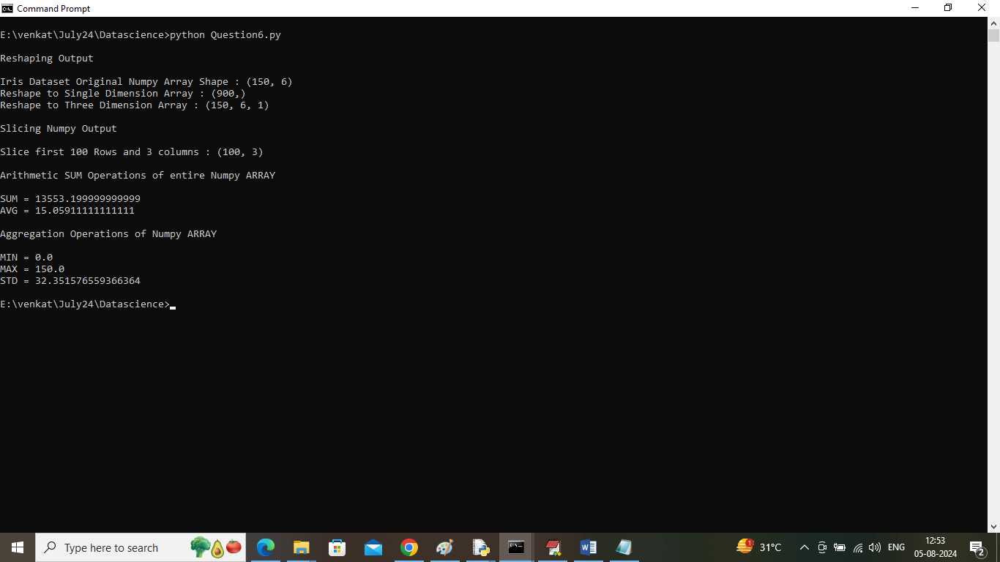 Command Prompt
E:\venkat\July24\Datascience>python Question6.py
Reshaping Output
Iris Dataset Original Numpy Array Shape : (150, 6)
Reshape to Single Dimension Array : (900,)
Reshape to Three Dimension Array : (150, 6, 1)
Slicing Numpy Output
Slice first 100 Rows and 3 columns : (100, 3)
Arithmetic SUM Operations of entire Numpy ARRAY
SUM = 13553.199999999999
AVG = 15.05911111111111
Aggregation Operations of Numpy ARRAY
MIN = 0.0
MAX = 150.0
STD = 32.351576559366364
E:\venkat\July24\Datascience>
Type here to search
1
31°C
ENG
12:53
05-08-2024
2